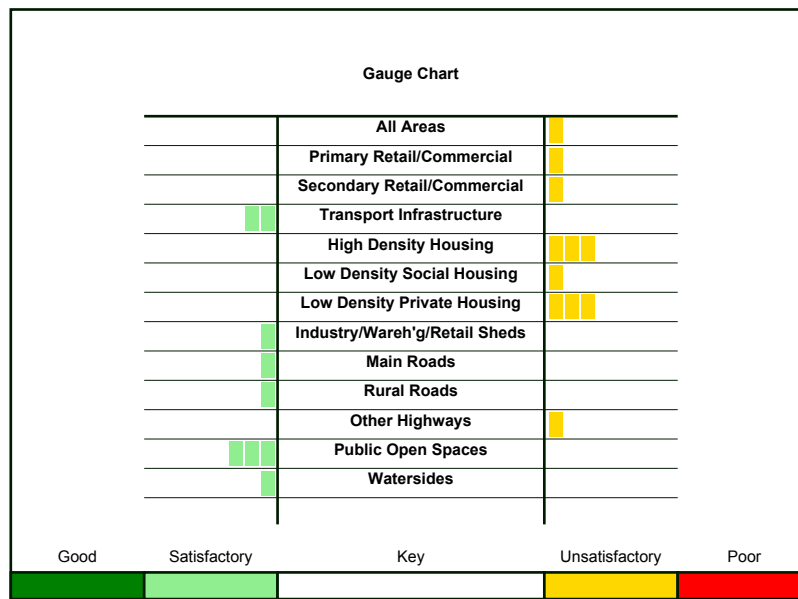 Gauge Chart
All Areas
Primary Retail/Commercial
Secondary Retail/Commercial
Transport Infrastructure
High Density Housing
Low Density Social Housing
Low Density Private Housing
Industry/Wareh'g/Retail Sheds
Main Roads
Rural Roads
Other Highways
Public Open Spaces
Watersides
Good Satisfactory Key Unsatisfactory Poor